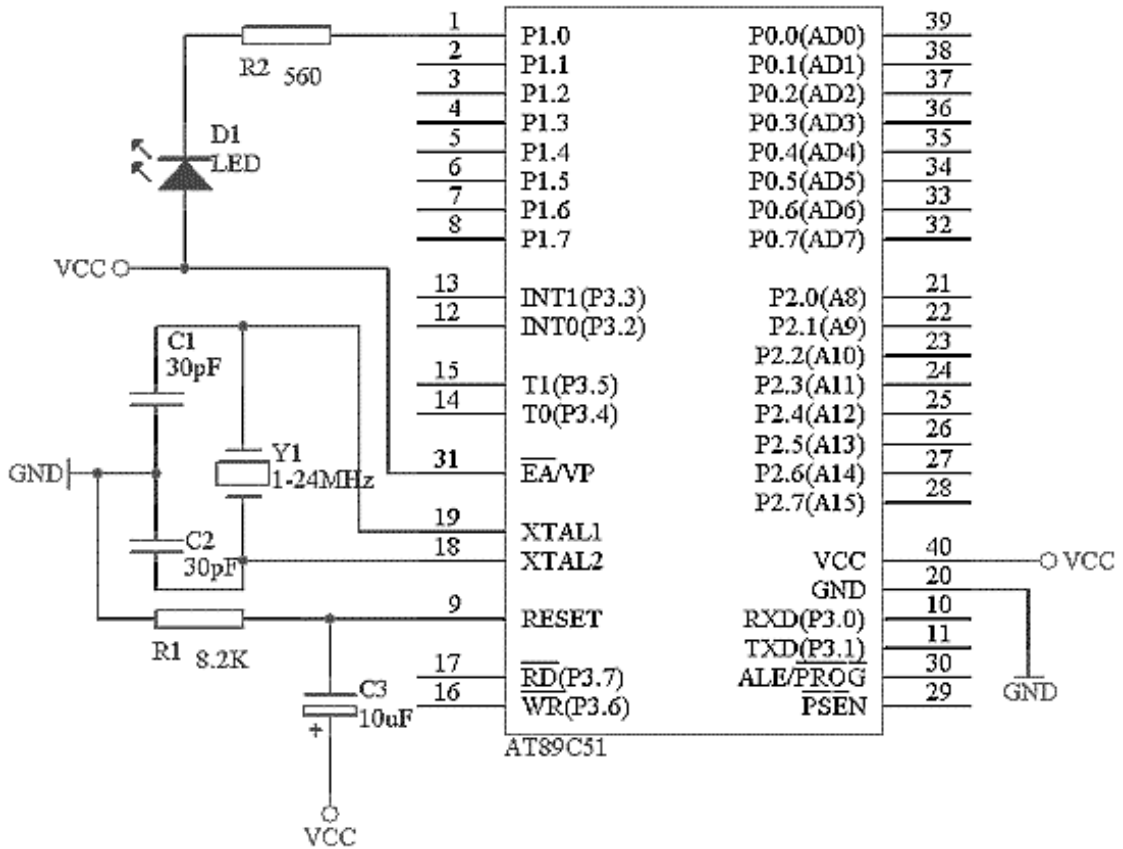 1 P1.0 P0.0(AD0) 39
2 P1.1 P0.1(AD1) 38
3 P1.2 P0.2(AD2) 37
4 P1.3 P0.3(AD3) 36
5 P1.4 P0.4(AD4) 35
6 P1.5 P0.5(AD5) 34
7 P1.6 P0.6(AD6) 33
8 P1.7 P0.7(AD7) 32
R2 560
D1
LED
VCC
13 INT1(P3.3) P2.0(A8) 21
12 INT0(P3.2) P2.1(A9) 22
P2.2(A10) 23
15 T1(P3.5) P2.3(A11) 24
14 T0(P3.4) P2.4(A12) 25
P2.5(A13) 26
31 EA/VP P2.6(A14) 27
P2.7(A15) 28
C1
30pF
GND
Y1
1-24MHz
19 XTAL1
18 XTAL2 VCC 40 VCC
C2
30pF
GND 20
9 RESET RXD(P3.0) 10
TXD(P3.1) 11
R1 8.2K
17 RD(P3.7) ALE/PROG 30
16 WR(P3.6) PSEN 29
GND
C3
10uF
+
AT89C51
VCC